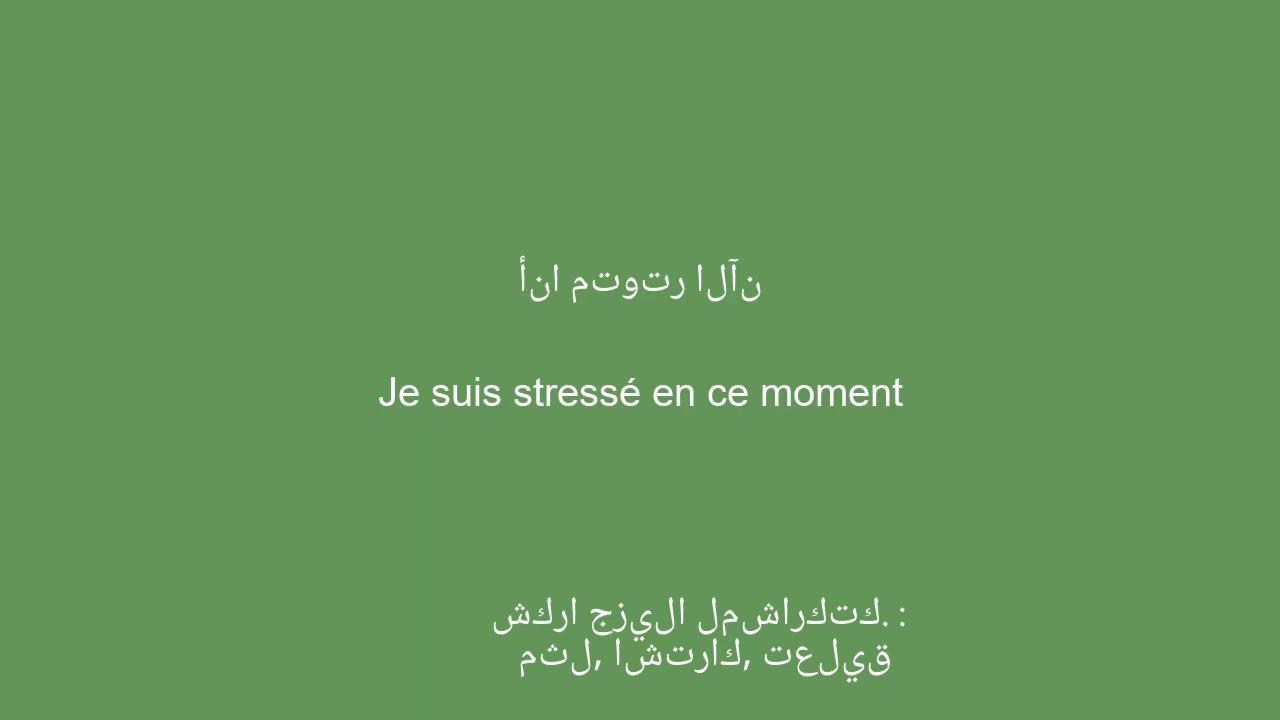 أنا متوتر الآن
Je suis stressé en ce moment
شكرا جزيلا لمشاركتك. :
مثل, اشتراك, تعليق